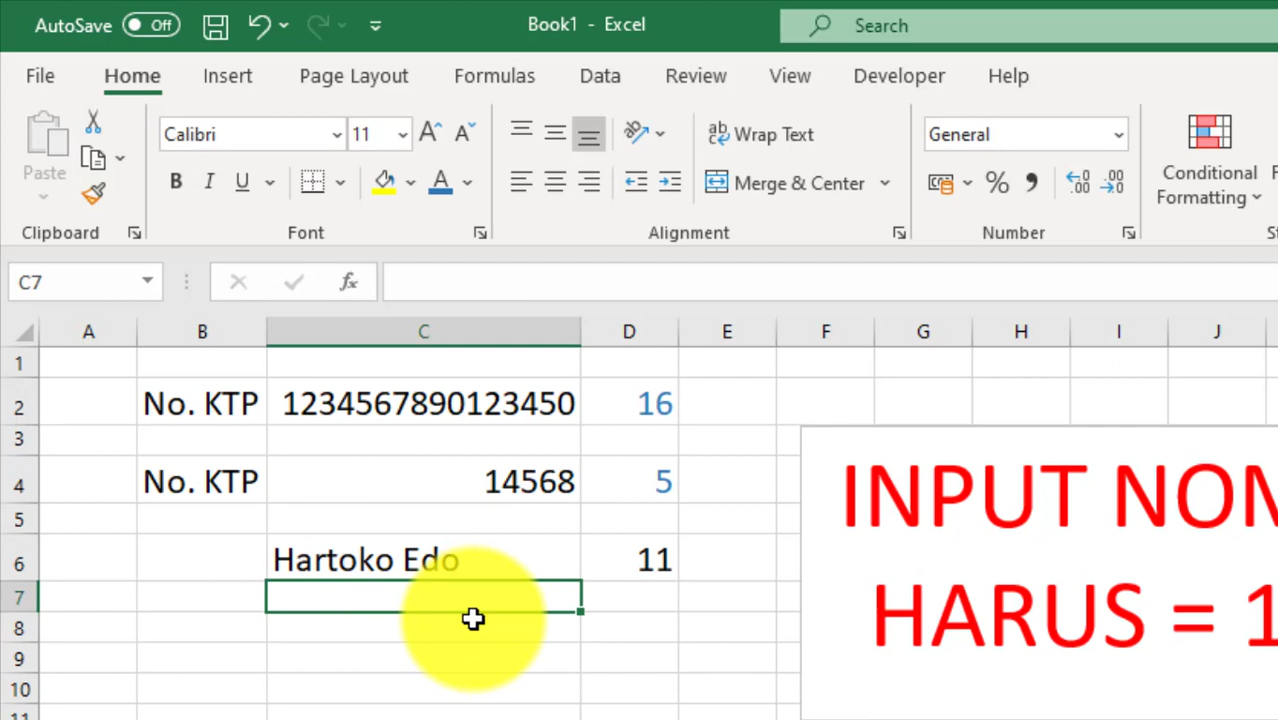 AutoSave Off Book1 - Excel Search
File Home Insert Page Layout Formulas Data Review View Developer Help
Calibri 11 Wrap Text General
Paste B I U Merge & Center % Conditional
Formatting
Clipboard Font Alignment Number
C7 fx
A B C D E F G H I J
1
2 No. KTP 1234567890123450 16
3
4 No. KTP 14568 5
5
6 Hartoko Edo 11
7
8
9
10
11
INPUT NOM
HARUS = 1